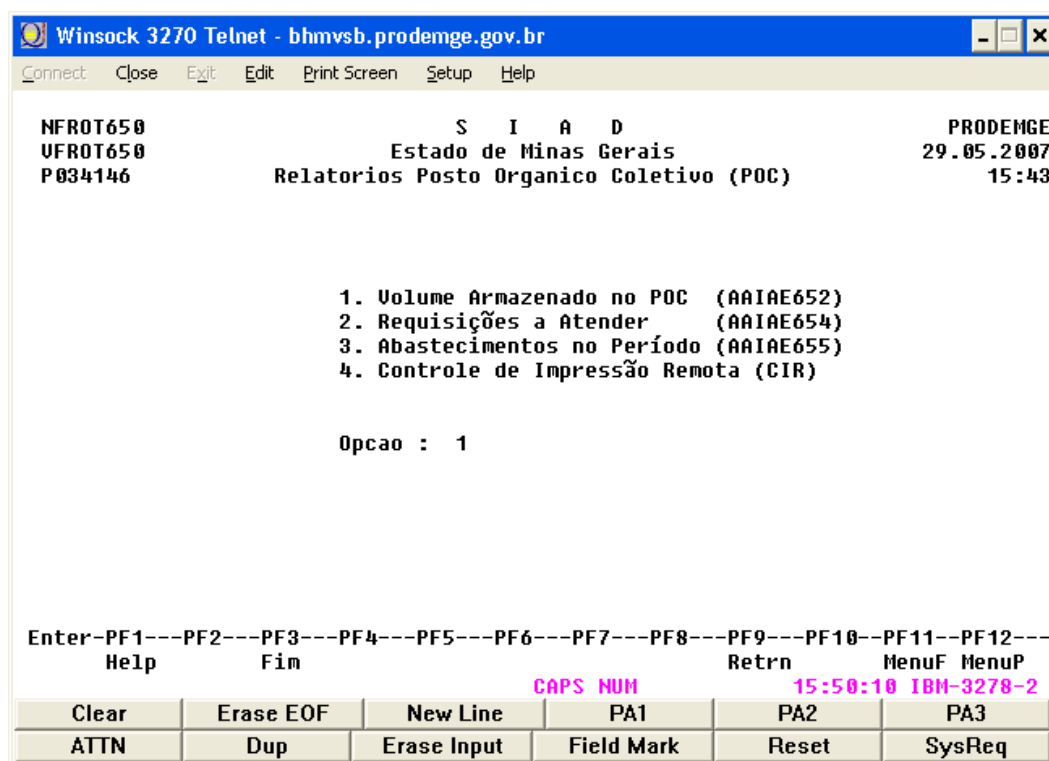 Winsock 3270 Telnet - bhmvsb.prodemge.gov.br
Connect Close Exit Edit Print Screen Setup Help
NFROT650 S I A D PRODEMGE
VFROT650 Estado de Minas Gerais 29.05.2007
P034146 Relatorios Posto Organico Coletivo (POC) 15:43
1. Volume Armazenado no POC (AAIAE652)
2. Requisições a Atender (AAIAE654)
3. Abastecimentos no Período (AAIAE655)
4. Controle de Impressão Remota (CIR)
Opcao : 1
Enter-PF1---PF2---PF3---PF4---PF5---PF6---PF7---PF8---PF9---PF10--PF11--PF12---
Help Fim Retrn MenuF MenuP
CAPS NUM 15:50:10 IBM-3278-2
Clear Erase EOF New Line PA1 PA2 PA3
ATTN Dup Erase Input Field Mark Reset SysReq